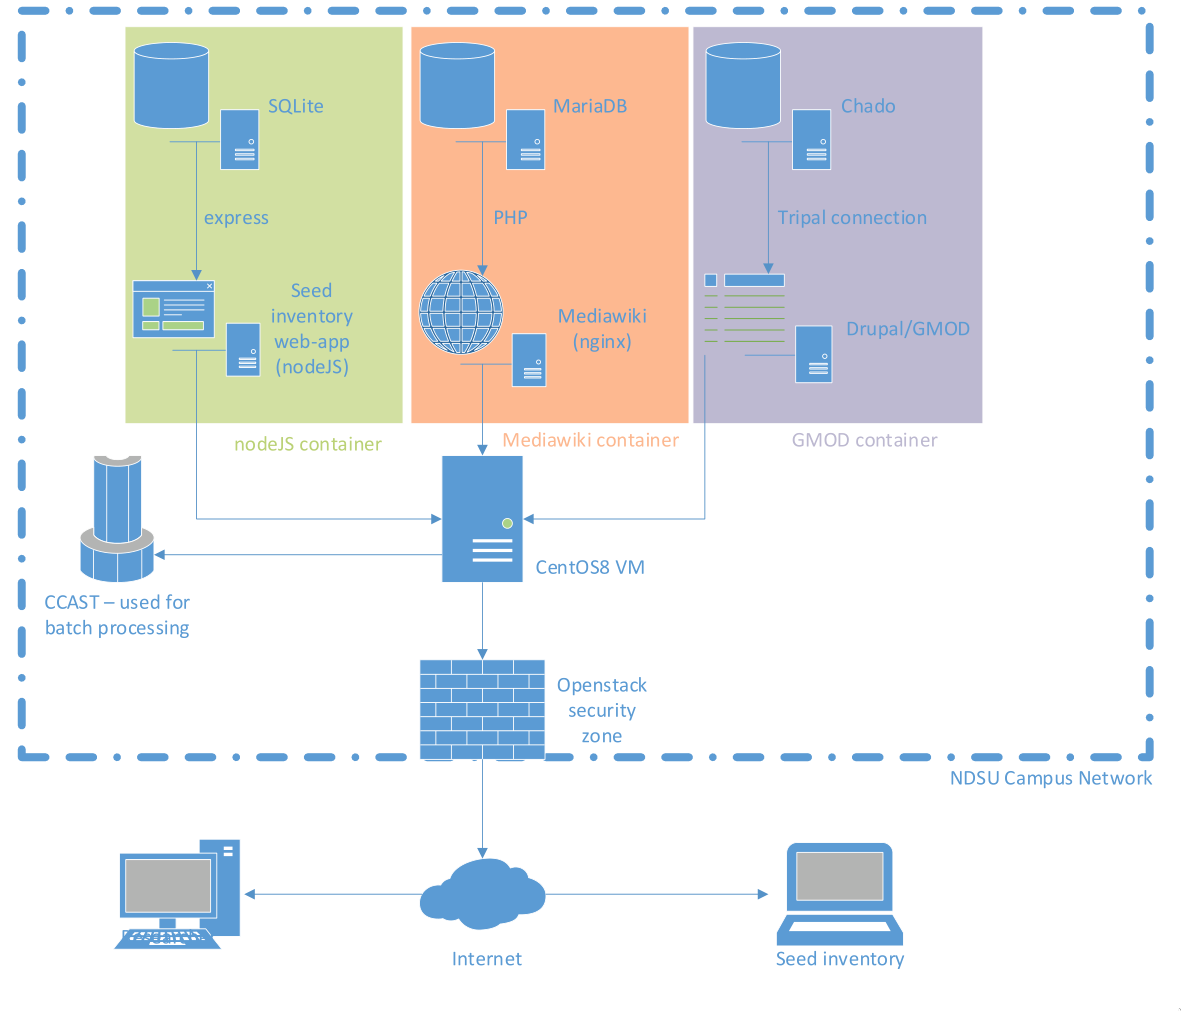 SQLite
MariaDB
Chado
express
PHP
Tripal connection
Seed
inventory
web-app
(nodeJS)
Mediawiki
(nginx)
Drupal/GMOD
nodeJS container
Mediawiki container
GMOD container
CentOS8 VM
CCAST – used for
batch processing
Openstack
security
zone
NDSU Campus Network
Internet
Seed inventory